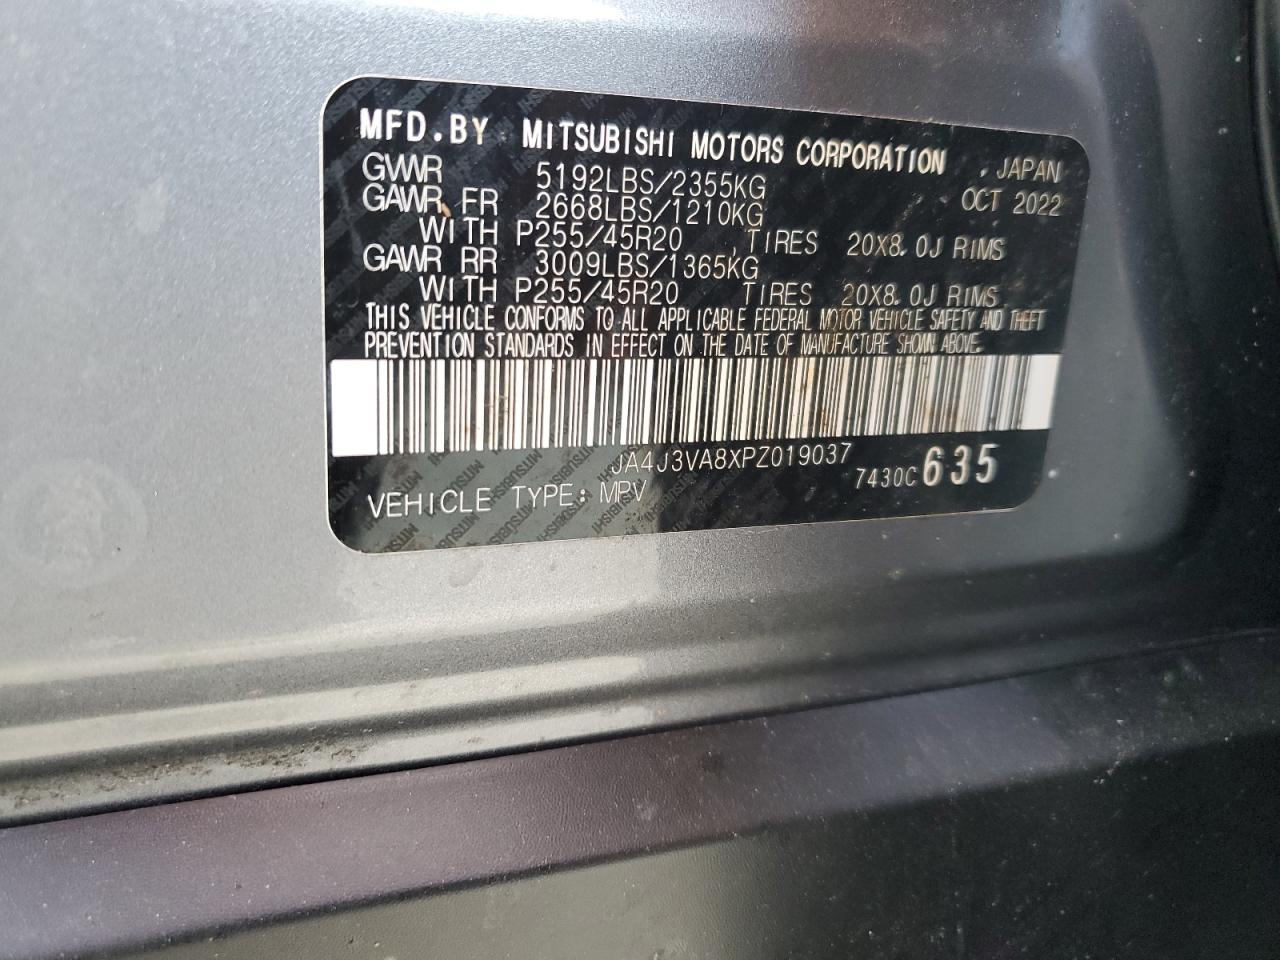 MFD.BY MITSUBISHI MOTORS CORPORATION , JAPAN
GVWR 5192LBS/2355KG OCT 2022
GAWR FR 2668LBS/1210KG
WITH P255/45R20 ,TIRES 20X8.0J RIMS
GAWR RR 3009LBS/1365KG
WITH P255/45R20 TIRES 20X8.0J RIMS
THIS VEHICLE CONFORMS TO ALL APPLICABLE FEDERAL MOTOR VEHICLE SAFETY AND THEFT
PREVENTION STANDARDS IN EFFECT ON THE DATE OF MANUFACTURE SHOWN ABOVE.
JA4J3VA8XPZ019037
VEHICLE TYPE: MPV 7430C 635